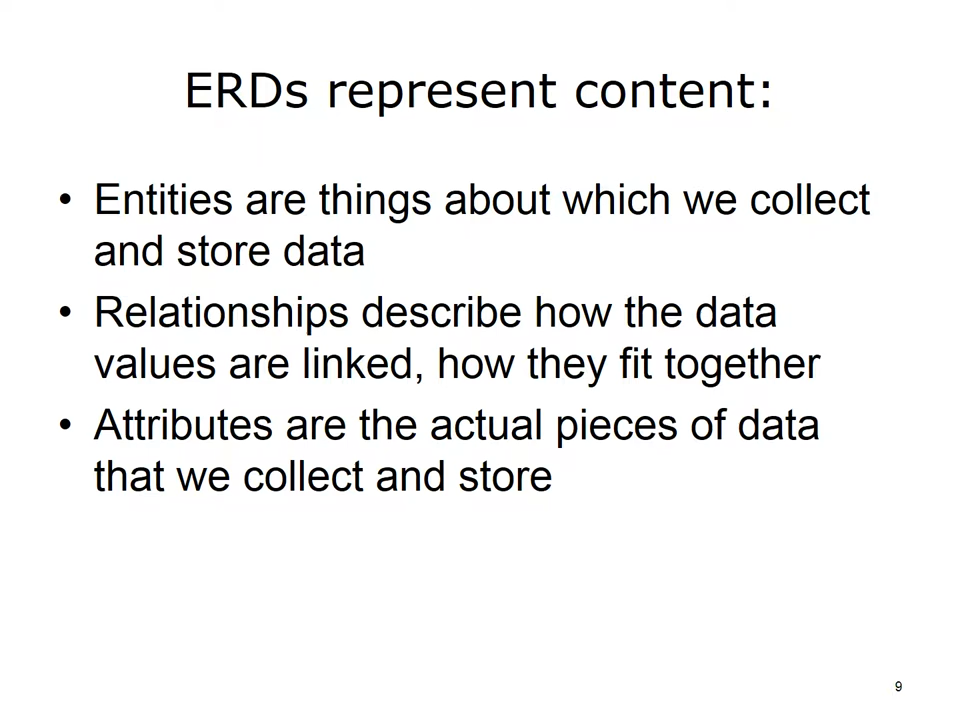 ERDs represent content:
• Entities are things about which we collect
and store data
• Relationships describe how the data
values are linked, how they fit together
• Attributes are the actual pieces of data
that we collect and store
9